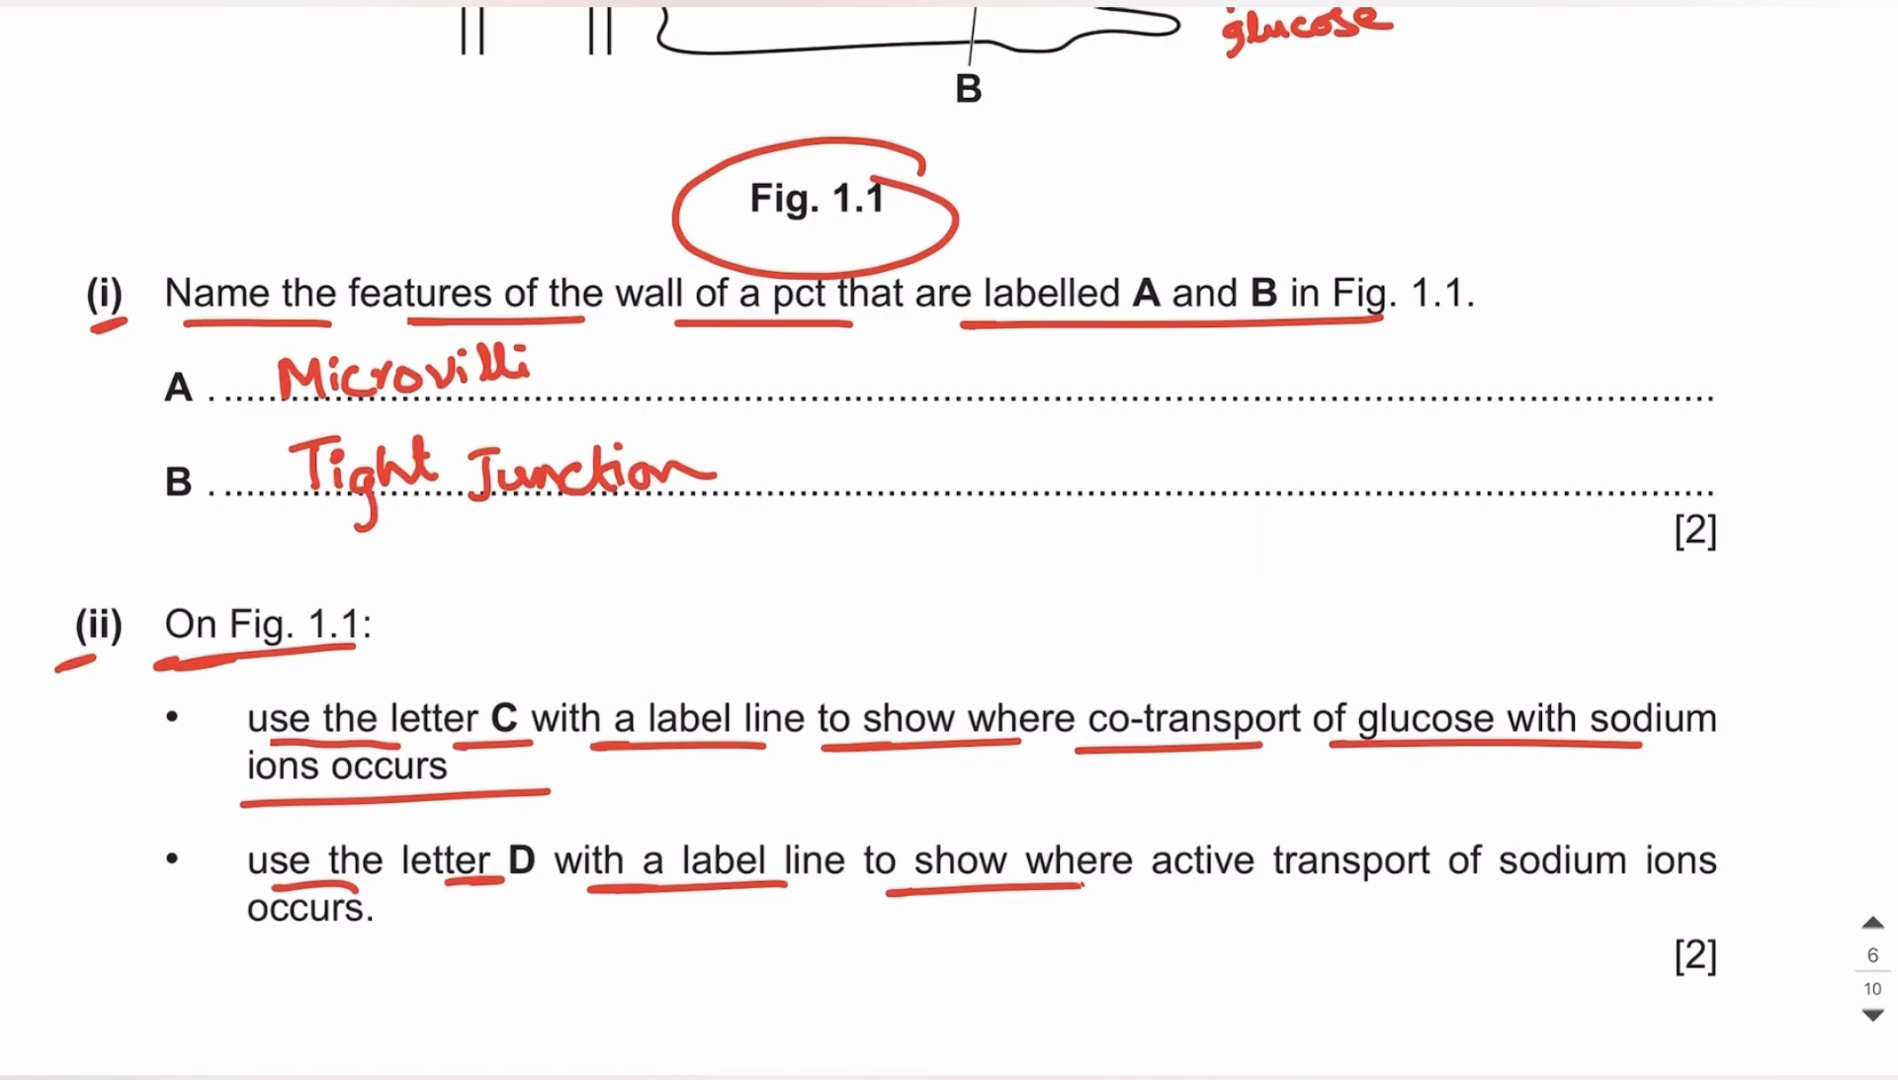 glucose
B
Fig. 1.1
(i) Name the features of the wall of a pct that are labelled A and B in Fig. 1.1.
A Microvilli
B Tight Junction
[2]
(ii) On Fig. 1.1:
• use the letter C with a label line to show where co-transport of glucose with sodium
ions occurs
• use the letter D with a label line to show where active transport of sodium ions
occurs.
[2]
6
10